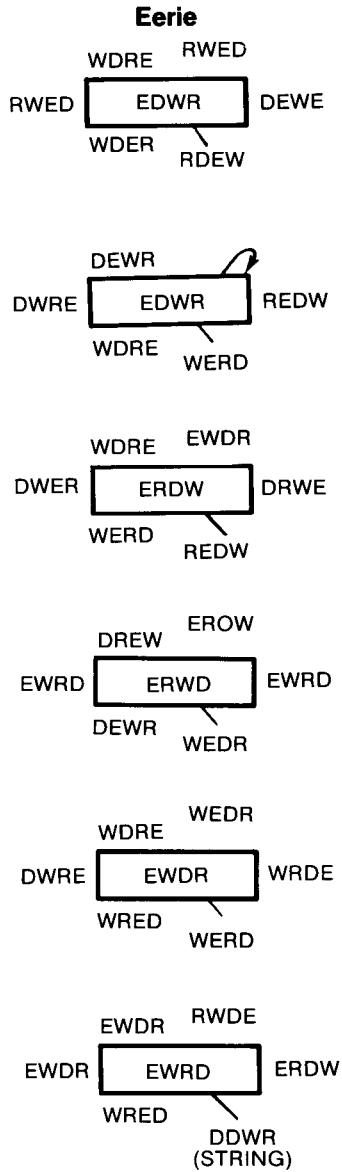 Eerie
WDRE RWED
RWED EDWR DEWE
WDER RDEW
DEWR
DWRE EDWR REDW
WDRE WERD
WDRE EWDR
DWER ERDW DRWE
WERD REDW
DREW EROW
EWRD ERWD EWRD
DEWR WEDR
WDRE WEDR
DWRE EWDR WRDE
WRED WERD
EWDR RWDE
EWDR EWRD ERDW
WRED DDWR
(STRING)